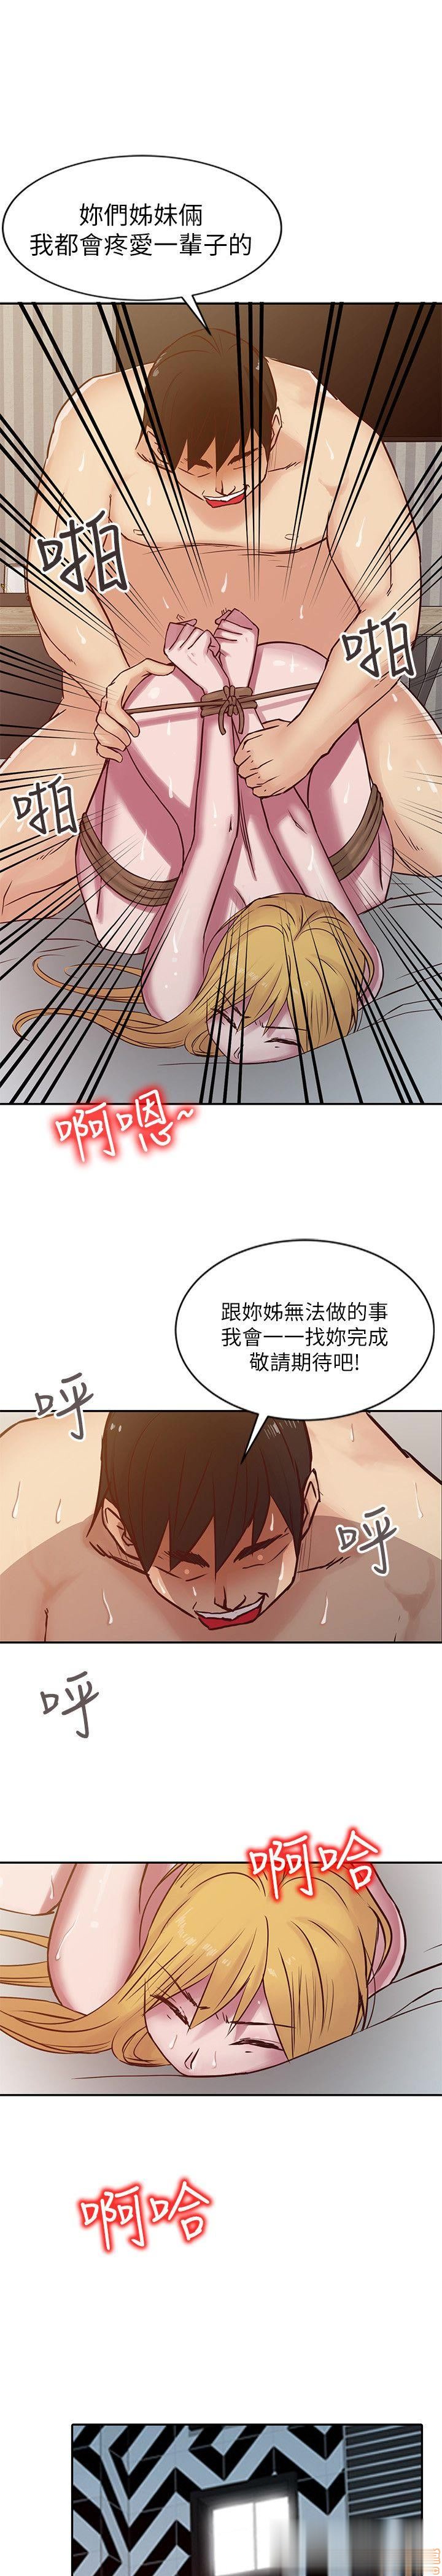 妳們姊妹倆
我都會疼愛一輩子的
啪
啪
啪
啊嗯~
跟妳姊無法做的事
我會一一找妳完成
敬請期待吧!
呼
呼
呼
啊哈
啊哈